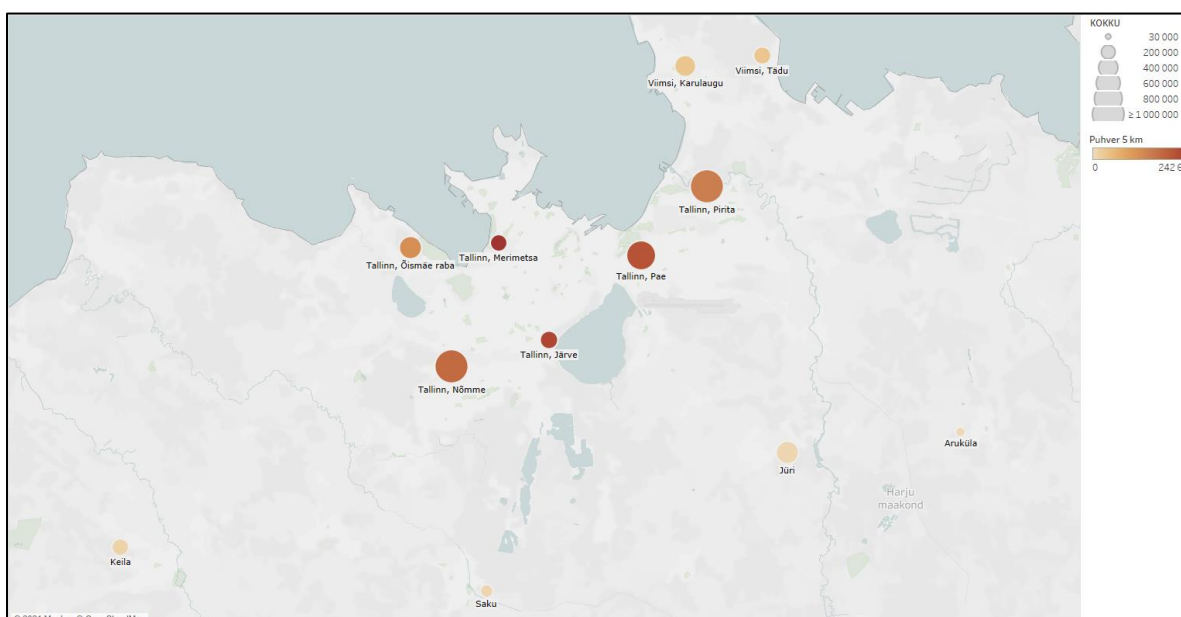 KOKKU
30 000
200 000
400 000
600 000
800 000
≥ 1 000 000
Puhver 5 km
0
242 6
Viimsi, Karulaugu
Viimsi, Tädu
Tallinn, Pirita
Tallinn, Merimetsa
Tallinn, Õismäe raba
Tallinn, Pae
Tallinn, Järve
Tallinn, Nõmme
Aruküla
Jüri
Harju
maakond
Keila
Saku